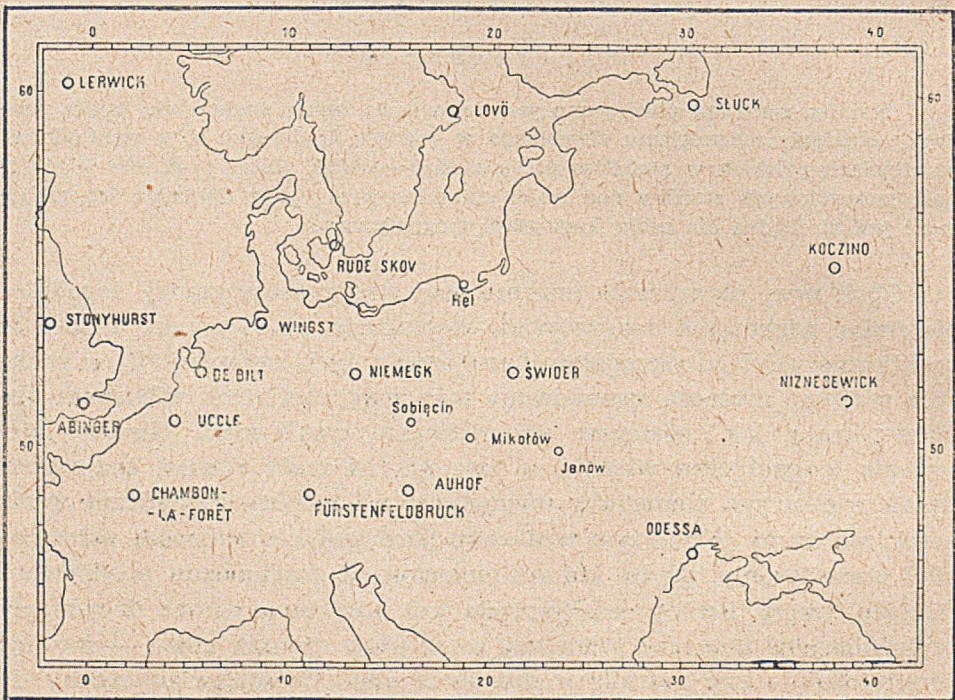 0 10 20 30 40
60 60
LERWICK
LOVÖ
SŁUCK
KOCZINO
RUDE SKOV
Hel
STONYHURST
WINGST
DE BILT
NIEMEGK
ŚWIDER
NIZNEDEWICK
Sobięcin
ABINGER
UCCLE
Mikołów
50 50
Janów
CHAMBON-
-LA-FORÊT
AUHOF
FÜRSTENFELDBRUCK
ODESSA
0 10 20 30 40